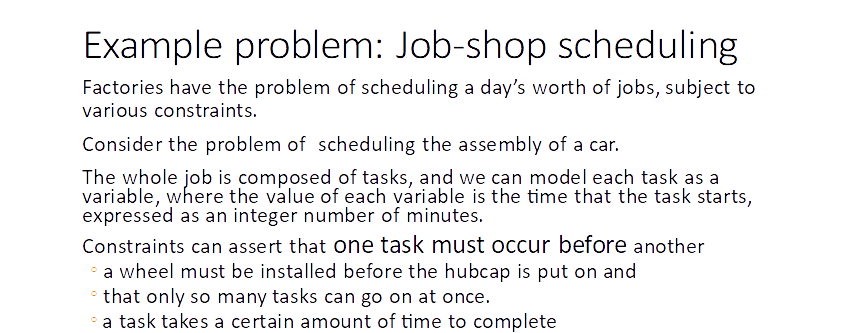 Example problem: Job-shop scheduling
Factories have the problem of scheduling a day’s worth of jobs, subject to
various constraints.
Consider the problem of  scheduling the assembly of a car.
The whole job is composed of tasks, and we can model each task as a
variable, where the value of each variable is the time that the task starts,
expressed as an integer number of minutes.
Constraints can assert that one task must occur before another
◦ a wheel must be installed before the hubcap is put on and
◦ that only so many tasks can go on at once.
◦ a task takes a certain amount of time to complete